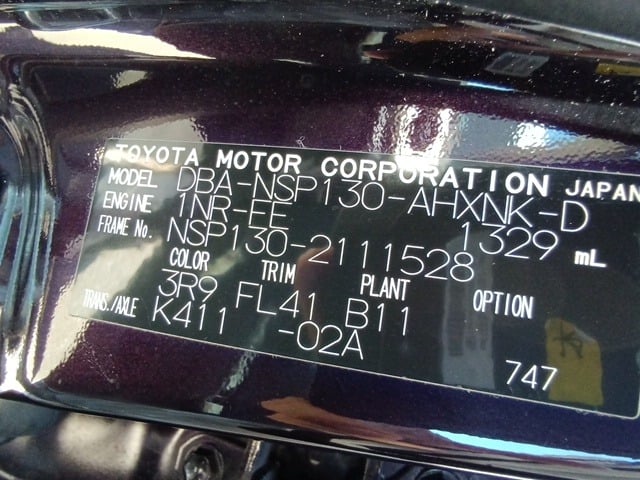 TOYOTA MOTOR CORPORATION JAPAN
MODEL DBA-NSP130-AHXNK-D
ENGINE 1NR-FE 1329 mL
FRAME No. NSP130-2111528
COLOR TRIM PLANT OPTION
3R9 FL41 B11
TRANS./AXLE K411 -02A
747